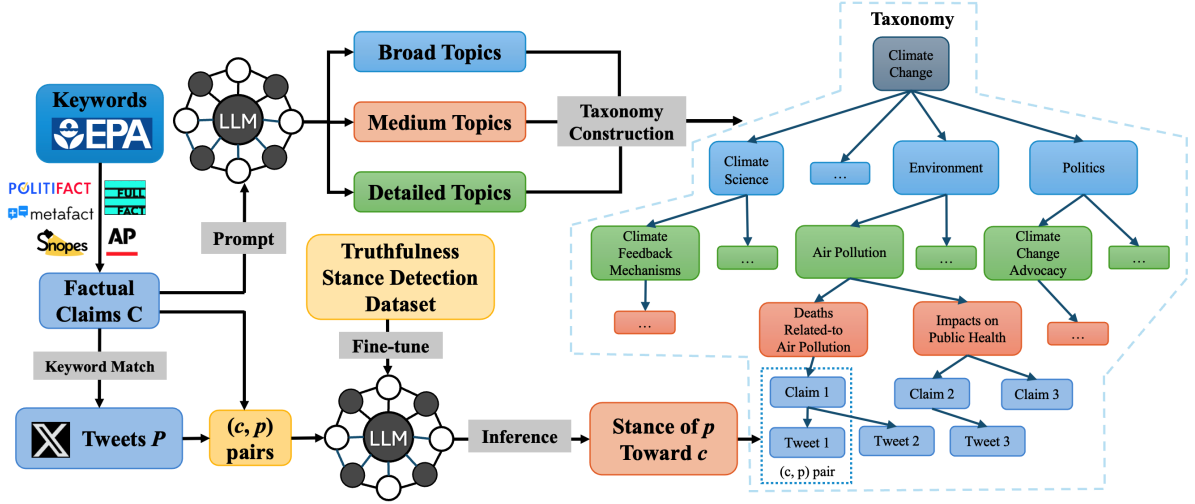 Keywords
EPA
POLITIFACT
metafact
Snopes
FULL
FACT
AP
Factual
Claims C
Keyword Match
X
Tweets P
(c, p)
pairs
LLM
Prompt
Broad Topics
Medium Topics
Detailed Topics
Taxonomy
Construction
Truthfulness
Stance Detection
Dataset
Fine-tune
LLM
Inference
Stance of p
Toward c
Taxonomy
Climate
Change
Climate
Science
...
Environment
Politics
Climate
Feedback
Mechanisms
...
Air Pollution
...
Climate
Change
Advocacy
...
...
Deaths
Related-to
Air Pollution
Impacts on
Public Health
...
Claim 1
Claim 2
Claim 3
Tweet 1
Tweet 2
Tweet 3
(c, p) pair